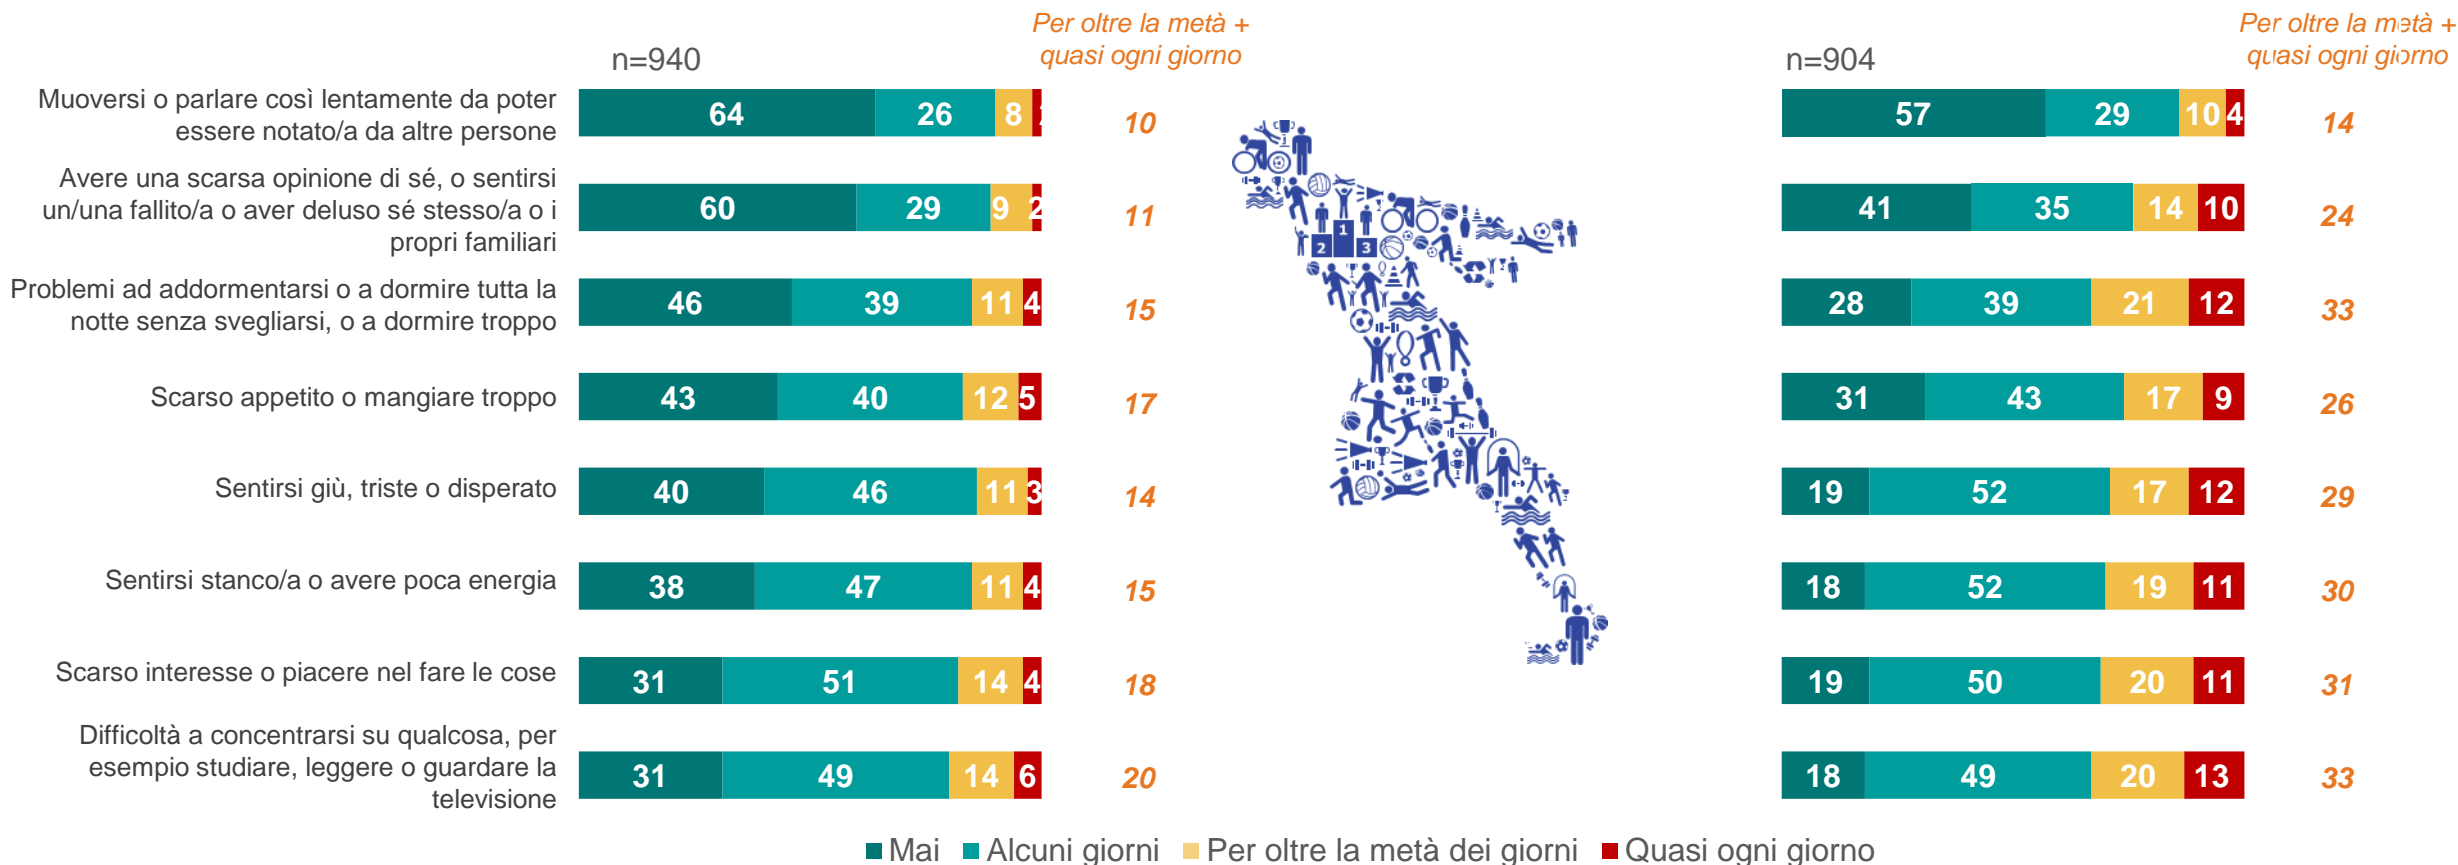 Per oltre la metà +
quasi ogni giorno
n=940
Per oltre la metà +
quasi ogni giorno
n=904
Muoversi o parlare così lentamente da poter
essere notato/a da altre persone
64 26 8 2
10
57 29 10 4
14
Avere una scarsa opinione di sé, o sentirsi
un/una fallito/a o aver deluso sé stesso/a o i
propri familiari
60 29 9 2
11
41 35 14 10
24
Problemi ad addormentarsi o a dormire tutta la
notte senza svegliarsi, o a dormire troppo
46 39 11 4
15
28 39 21 12
33
Scarso appetito o mangiare troppo
43 40 12 5
17
31 43 17 9
26
Sentirsi giù, triste o disperato
40 46 11 3
14
19 52 17 12
29
Sentirsi stanco/a o avere poca energia
38 47 11 4
15
18 52 19 11
30
Scarso interesse o piacere nel fare le cose
31 51 14 4
18
19 50 20 11
31
Difficoltà a concentrarsi su qualcosa, per
esempio studiare, leggere o guardare la
televisione
31 49 14 6
20
18 49 20 13
33
1
2 3
Mai Alcuni giorni Per oltre la metà dei giorni Quasi ogni giorno